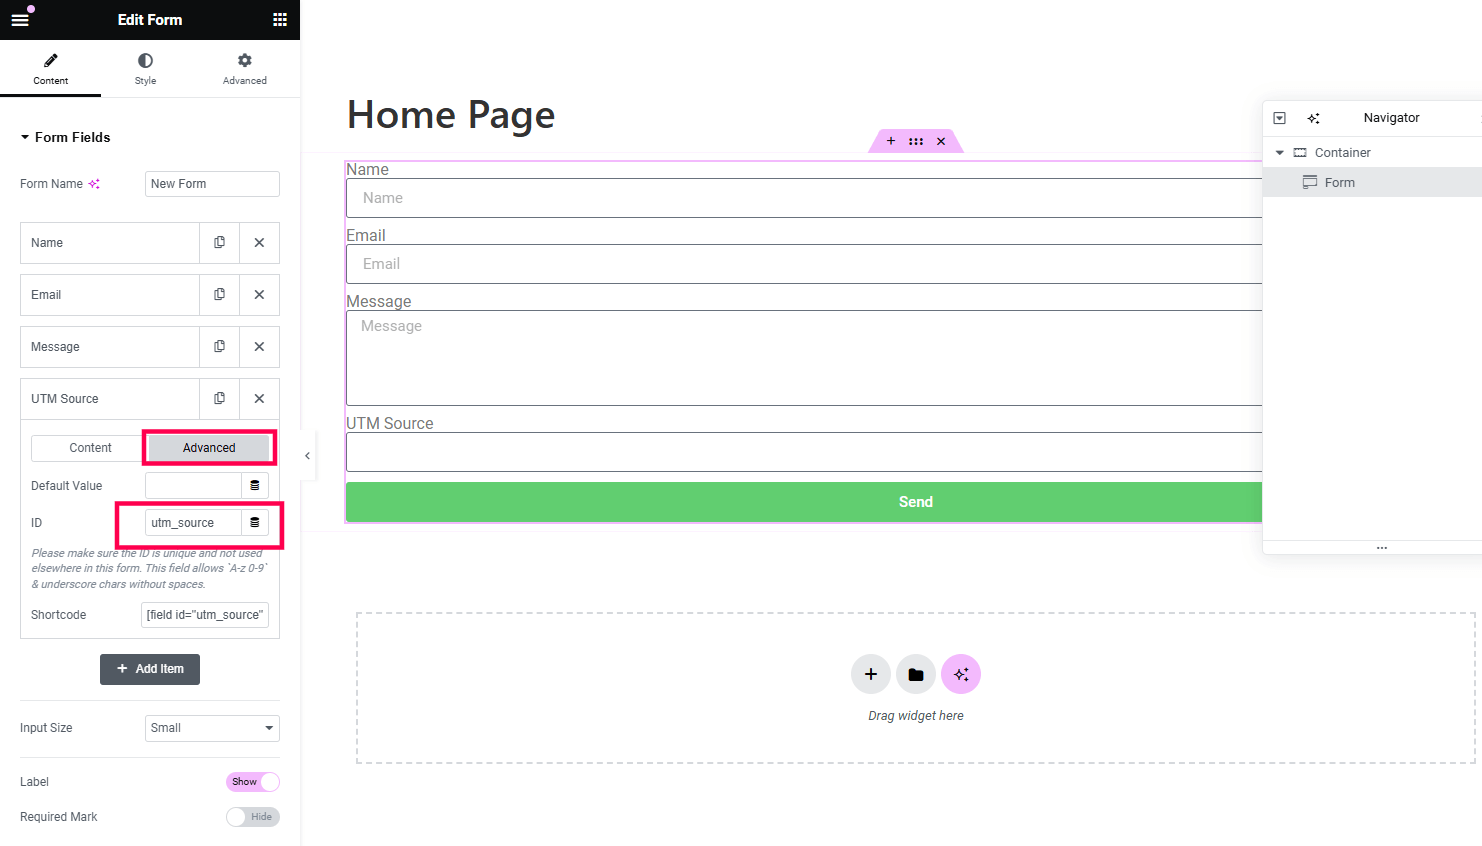 Edit Form
Content
Style
Advanced
Form Fields
Form Name
New Form
Name
Email
Message
UTM Source
Content
Advanced
Default Value
ID
utm_source
Please make sure the ID is unique and not used
elsewhere in this form. This field allows `A-z 0-9`
& underscore chars without spaces.
Shortcode
[field id="utm_source"
Add Item
Input Size
Small
Label
Show
Required Mark
Hide
Home Page
Name
Name
Email
Email
Message
Message
UTM Source
Send
Drag widget here
Navigator
Container
Form